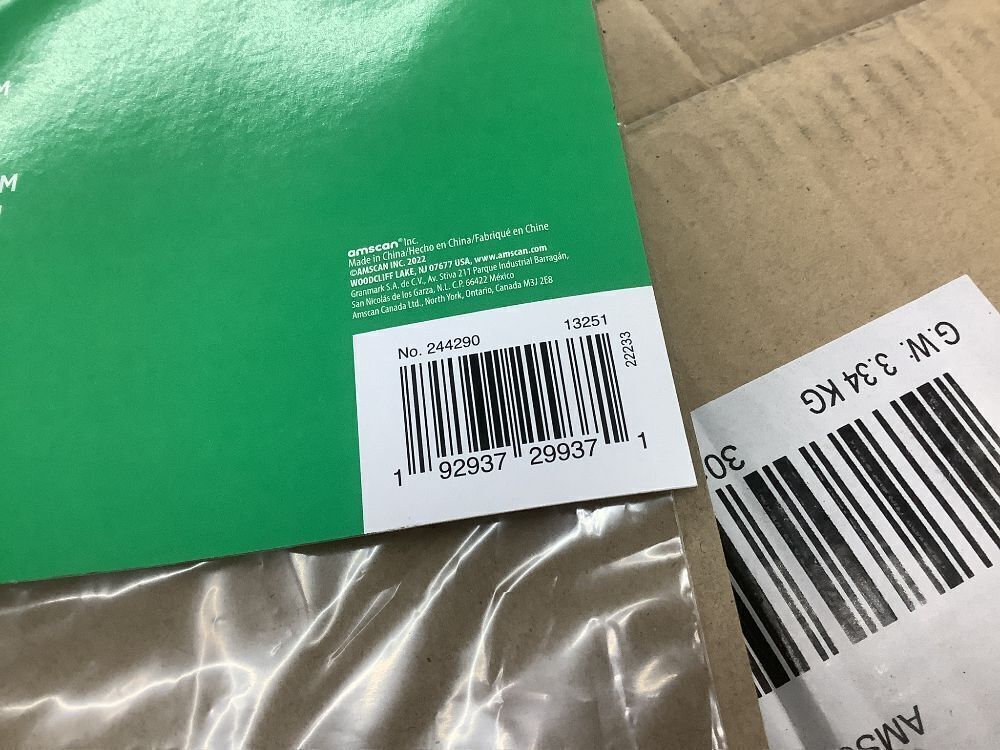 M
M
amscan® Inc.
Made in China/Hecho en China/Fabriqué en Chine
©AMSCAN INC. 2022
WOODCLIFF LAKE, NJ 07677 USA, www.amscan.com
Granmark S.A. de C.V., Av. Stiva 211 Parque Industrial Barragán,
San Nicolás de los Garza, N.L. C.P. 66422 México
Amscan Canada Ltd., North York, Ontario, Canada M3J 2E8
No. 244290
13251
22233
1 92937 29937 1
G.W: 3.34 KG
30
AMS